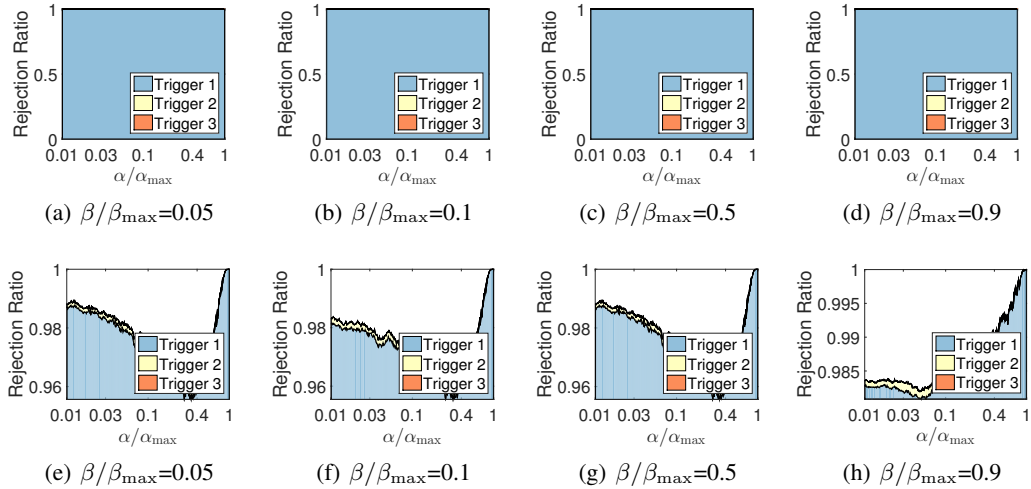 Rejection Ratio
1
0.5
0
Trigger 1
Trigger 2
Trigger 3
0.01 0.03 0.1 0.4 1
α/αmax
(a) β/βmax=0.05
Rejection Ratio
1
0.5
0
Trigger 1
Trigger 2
Trigger 3
0.01 0.03 0.1 0.4 1
α/αmax
(b) β/βmax=0.1
Rejection Ratio
1
0.5
0
Trigger 1
Trigger 2
Trigger 3
0.01 0.03 0.1 0.4 1
α/αmax
(c) β/βmax=0.5
Rejection Ratio
1
0.5
0
Trigger 1
Trigger 2
Trigger 3
0.01 0.03 0.1 0.4 1
α/αmax
(d) β/βmax=0.9
Rejection Ratio
1
0.98
0.96
Trigger 1
Trigger 2
Trigger 3
0.01 0.03 0.1 0.4 1
α/αmax
(e) β/βmax=0.05
Rejection Ratio
1
0.98
0.96
Trigger 1
Trigger 2
Trigger 3
0.01 0.03 0.1 0.4 1
α/αmax
(f) β/βmax=0.1
Rejection Ratio
1
0.98
0.96
Trigger 1
Trigger 2
Trigger 3
0.01 0.03 0.1 0.4 1
α/αmax
(g) β/βmax=0.5
Rejection Ratio
1
0.995
0.99
0.985
Trigger 1
Trigger 2
Trigger 3
0.01 0.03 0.1 0.4 1
α/αmax
(h) β/βmax=0.9